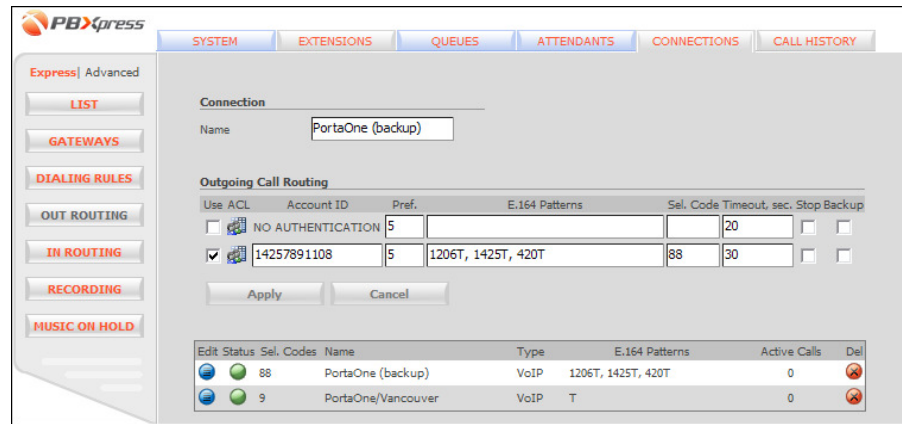 PBXpress
SYSTEM EXTENSIONS QUEUES ATTENDANTS CONNECTIONS CALL HISTORY
Express| Advanced
LIST
GATEWAYS
DIALING RULES
OUT ROUTING
IN ROUTING
RECORDING
MUSIC ON HOLD
Connection
Name PortaOne (backup)
Outgoing Call Routing
Use ACL Account ID Pref. E.164 Patterns Sel. Code Timeout, sec. Stop Backup
NO AUTHENTICATION 5 20
14257891108 5 1206T, 1425T, 420T 88 30
Apply Cancel
Edit Status Sel. Codes Name Type E.164 Patterns Active Calls Del
88 PortaOne (backup) VoIP 1206T, 1425T, 420T 0
9 PortaOne/Vancouver VoIP T 0